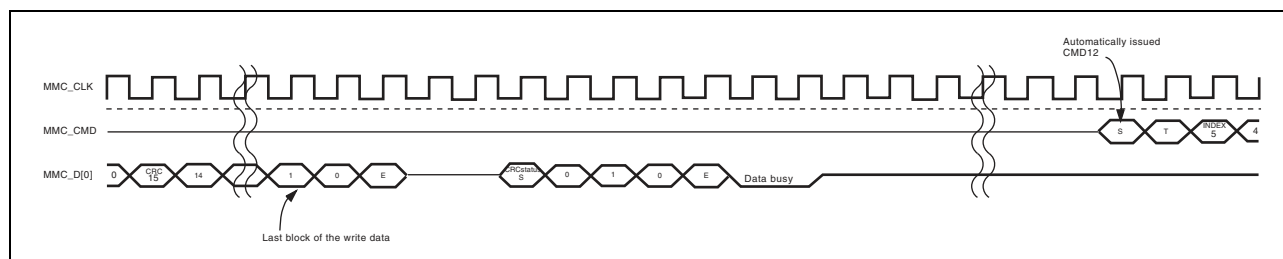 Automatically issued
CMD12
MMC_CLK
MMC_CMD
S T INDEX 5 4
MMC_D[0]
0 CRC 15 14 1 0 E CRCstatus S 0 1 0 E Data busy
Last block of the write data